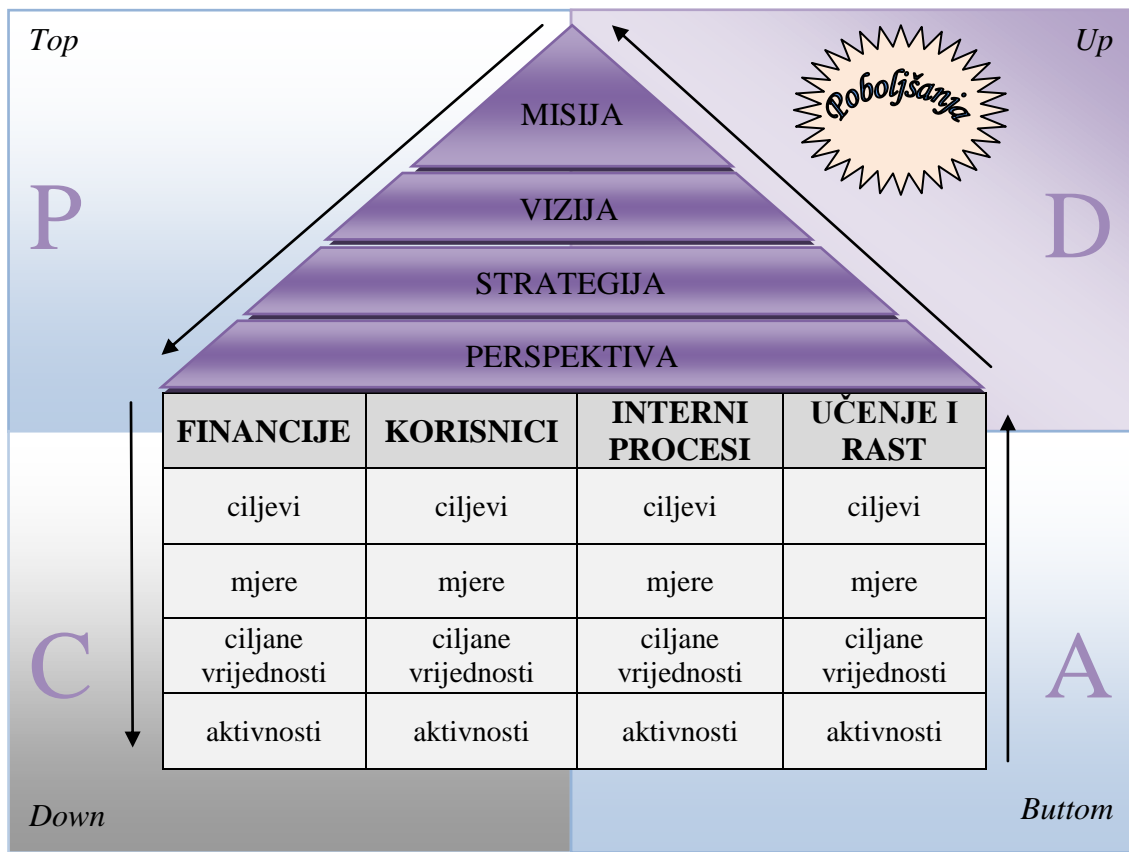 Top
Up
Poboljšanja
MISIJA
P
VIZIJA
D
STRATEGIJA
PERSPEKTIVA
FINANCIJE
KORISNICI
INTERNI
PROCESI
UČENJE I
RAST
ciljevi
ciljevi
ciljevi
ciljevi
mjere
mjere
mjere
mjere
C
ciljane
vrijednosti
ciljane
vrijednosti
ciljane
vrijednosti
ciljane
vrijednosti
A
aktivnosti
aktivnosti
aktivnosti
aktivnosti
Down
Buttom